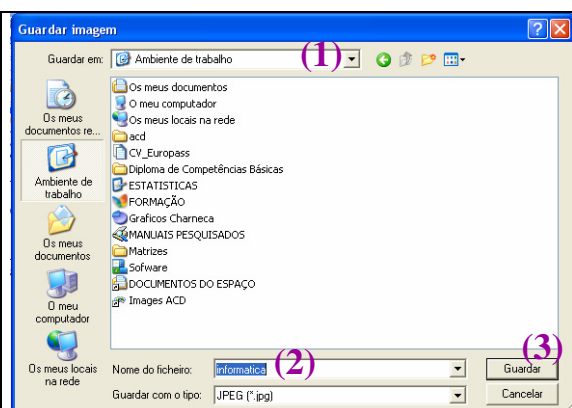 Guardar imagem
Guardar em: Ambiente de trabalho (1)
Os meus documentos re...
Ambiente de trabalho
Os meus documentos
O meu computador
Os meus locais na rede
Os meus documentos
O meu computador
Os meus locais na rede
acd
CV_Europass
Diploma de Competências Básicas
ESTATISTICAS
FORMAÇÃO
Graficos Charneca
MANUAIS PESQUISADOS
Matrizes
Sofware
DOCUMENTOS DO ESPAÇO
Images ACD
Nome do ficheiro: informatica (2)
(3)
Guardar
Guardar com o tipo: JPEG (*.jpg)
Cancelar